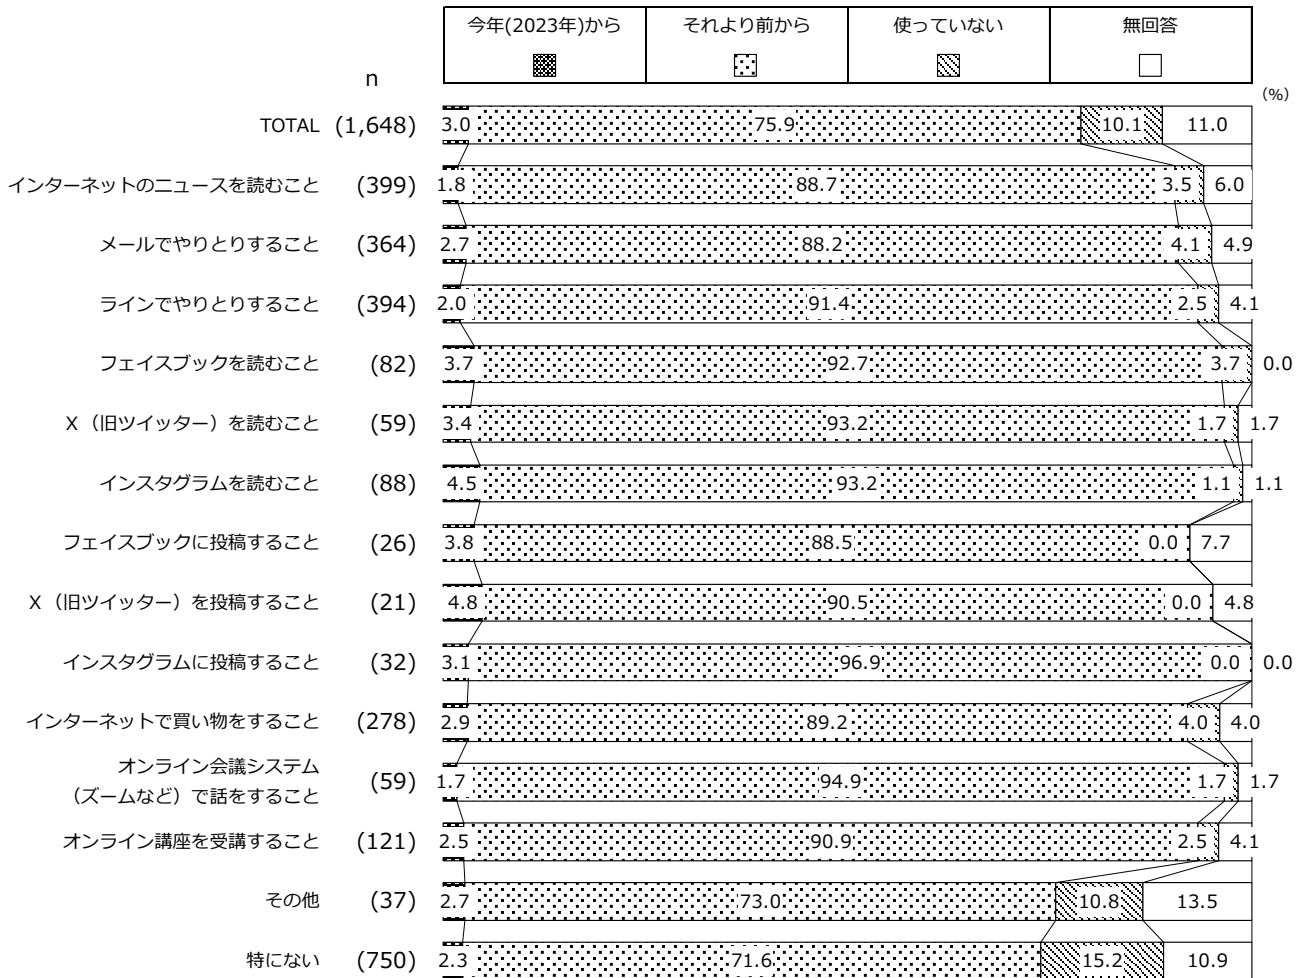 今年(2023年)から それより前から 使っていない 無回答
n
(%)
TOTAL (1,648) 3.0 75.9 10.1 11.0
インターネットのニュースを読むこと (399) 1.8 88.7 3.5 6.0
メールでやりとりすること (364) 2.7 88.2 4.1 4.9
ラインでやりとりすること (394) 2.0 91.4 2.5 4.1
フェイスブックを読むこと (82) 3.7 92.7 3.7 0.0
X（旧ツイッター）を読むこと (59) 3.4 93.2 1.7 1.7
インスタグラムを読むこと (88) 4.5 93.2 1.1 1.1
フェイスブックに投稿すること (26) 3.8 88.5 0.0 7.7
X（旧ツイッター）を投稿すること (21) 4.8 90.5 0.0 4.8
インスタグラムに投稿すること (32) 3.1 96.9 0.0 0.0
インターネットで買い物をすること (278) 2.9 89.2 4.0 4.0
オンライン会議システム
（ズームなど）で話をすること (59) 1.7 94.9 1.7 1.7
オンライン講座を受講すること (121) 2.5 90.9 2.5 4.1
その他 (37) 2.7 73.0 10.8 13.5
特にない (750) 2.3 71.6 15.2 10.9